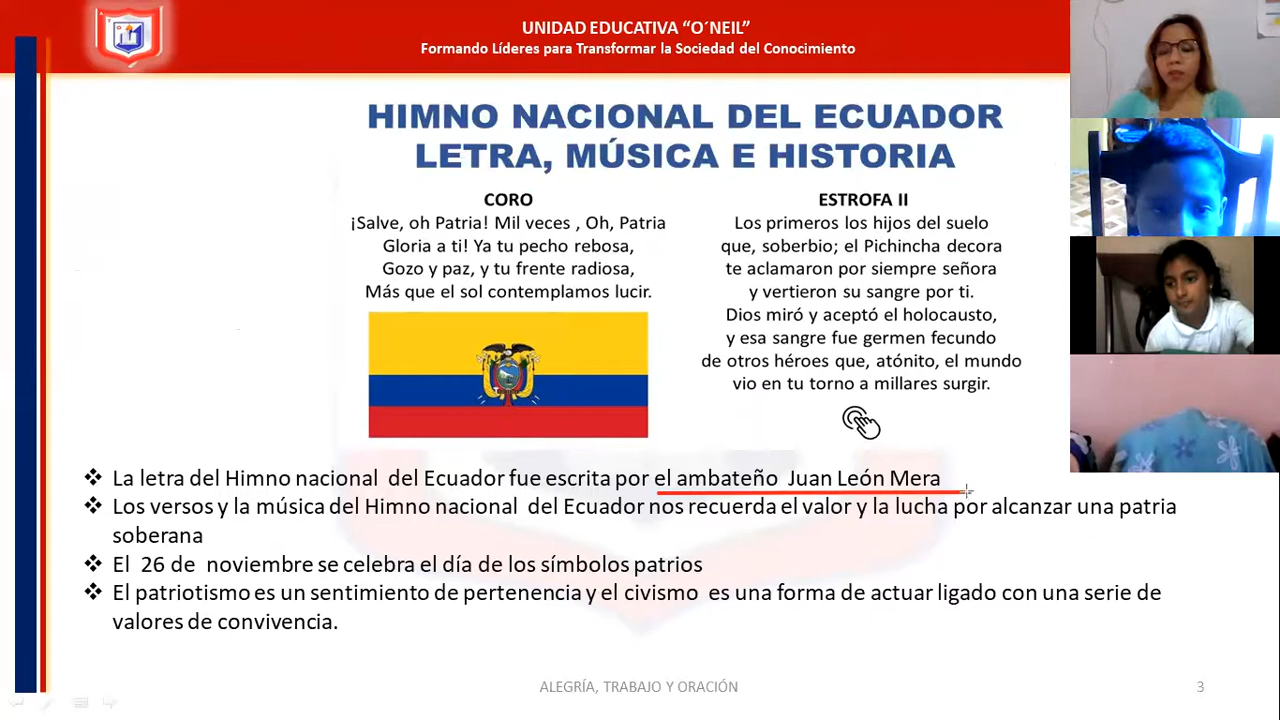 UNIDAD EDUCATIVA “O´NEIL”
Formando Líderes para Transformar la Sociedad del Conocimiento
HIMNO NACIONAL DEL ECUADOR
LETRA, MÚSICA E HISTORIA
CORO
¡Salve, oh Patria! Mil veces , Oh, Patria
Gloria a ti! Ya tu pecho rebosa,
Gozo y paz, y tu frente radiosa,
Más que el sol contemplamos lucir.
ESTROFA II
Los primeros los hijos del suelo
que, soberbio; el Pichincha decora
te aclamaron por siempre señora
y vertieron su sangre por ti.
Dios miró y aceptó el holocausto,
y esa sangre fue germen fecundo
de otros héroes que, atónito, el mundo
vio en tu torno a millares surgir.
❖ La letra del Himno nacional del Ecuador fue escrita por el ambateño Juan León Mera
❖ Los versos y la música del Himno nacional del Ecuador nos recuerda el valor y la lucha por alcanzar una patria
soberana
❖ El 26 de noviembre se celebra el día de los símbolos patrios
❖ El patriotismo es un sentimiento de pertenencia y el civismo es una forma de actuar ligado con una serie de
valores de convivencia.
ALEGRÍA, TRABAJO Y ORACIÓN
3